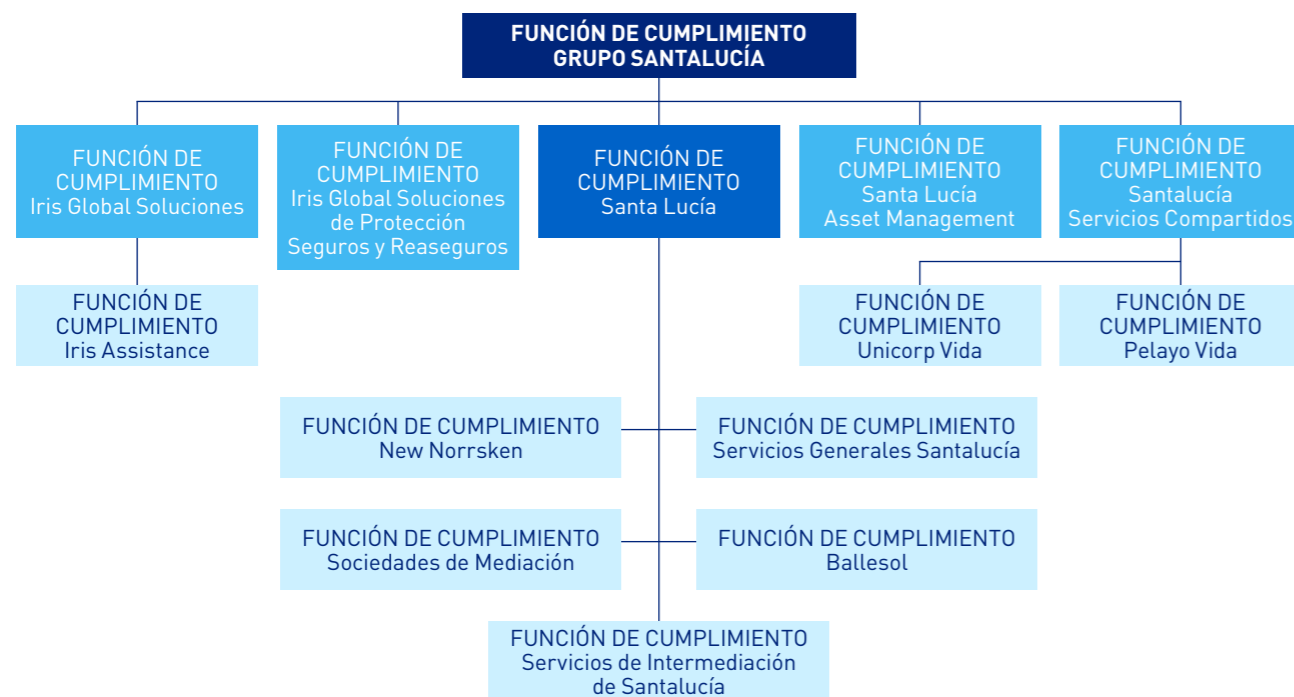 FUNCIÓN DE CUMPLIMIENTO
GRUPO SANTALUCÍA
FUNCIÓN DE
CUMPLIMIENTO
Iris Global Soluciones
FUNCIÓN DE
CUMPLIMIENTO
Iris Global Soluciones
de Protección
Seguros y Reaseguros
FUNCIÓN DE
CUMPLIMIENTO
Santa Lucía
FUNCIÓN DE
CUMPLIMIENTO
Santa Lucía
Asset Management
FUNCIÓN DE
CUMPLIMIENTO
Santalucía
Servicios Compartidos
FUNCIÓN DE
CUMPLIMIENTO
Iris Assistance
FUNCIÓN DE
CUMPLIMIENTO
Unicorp Vida
FUNCIÓN DE
CUMPLIMIENTO
Pelayo Vida
FUNCIÓN DE CUMPLIMIENTO
New Norrsken
FUNCIÓN DE CUMPLIMIENTO
Servicios Generales Santalucía
FUNCIÓN DE CUMPLIMIENTO
Sociedades de Mediación
FUNCIÓN DE CUMPLIMIENTO
Ballesol
FUNCIÓN DE CUMPLIMIENTO
Servicios de Intermediación
de Santalucía